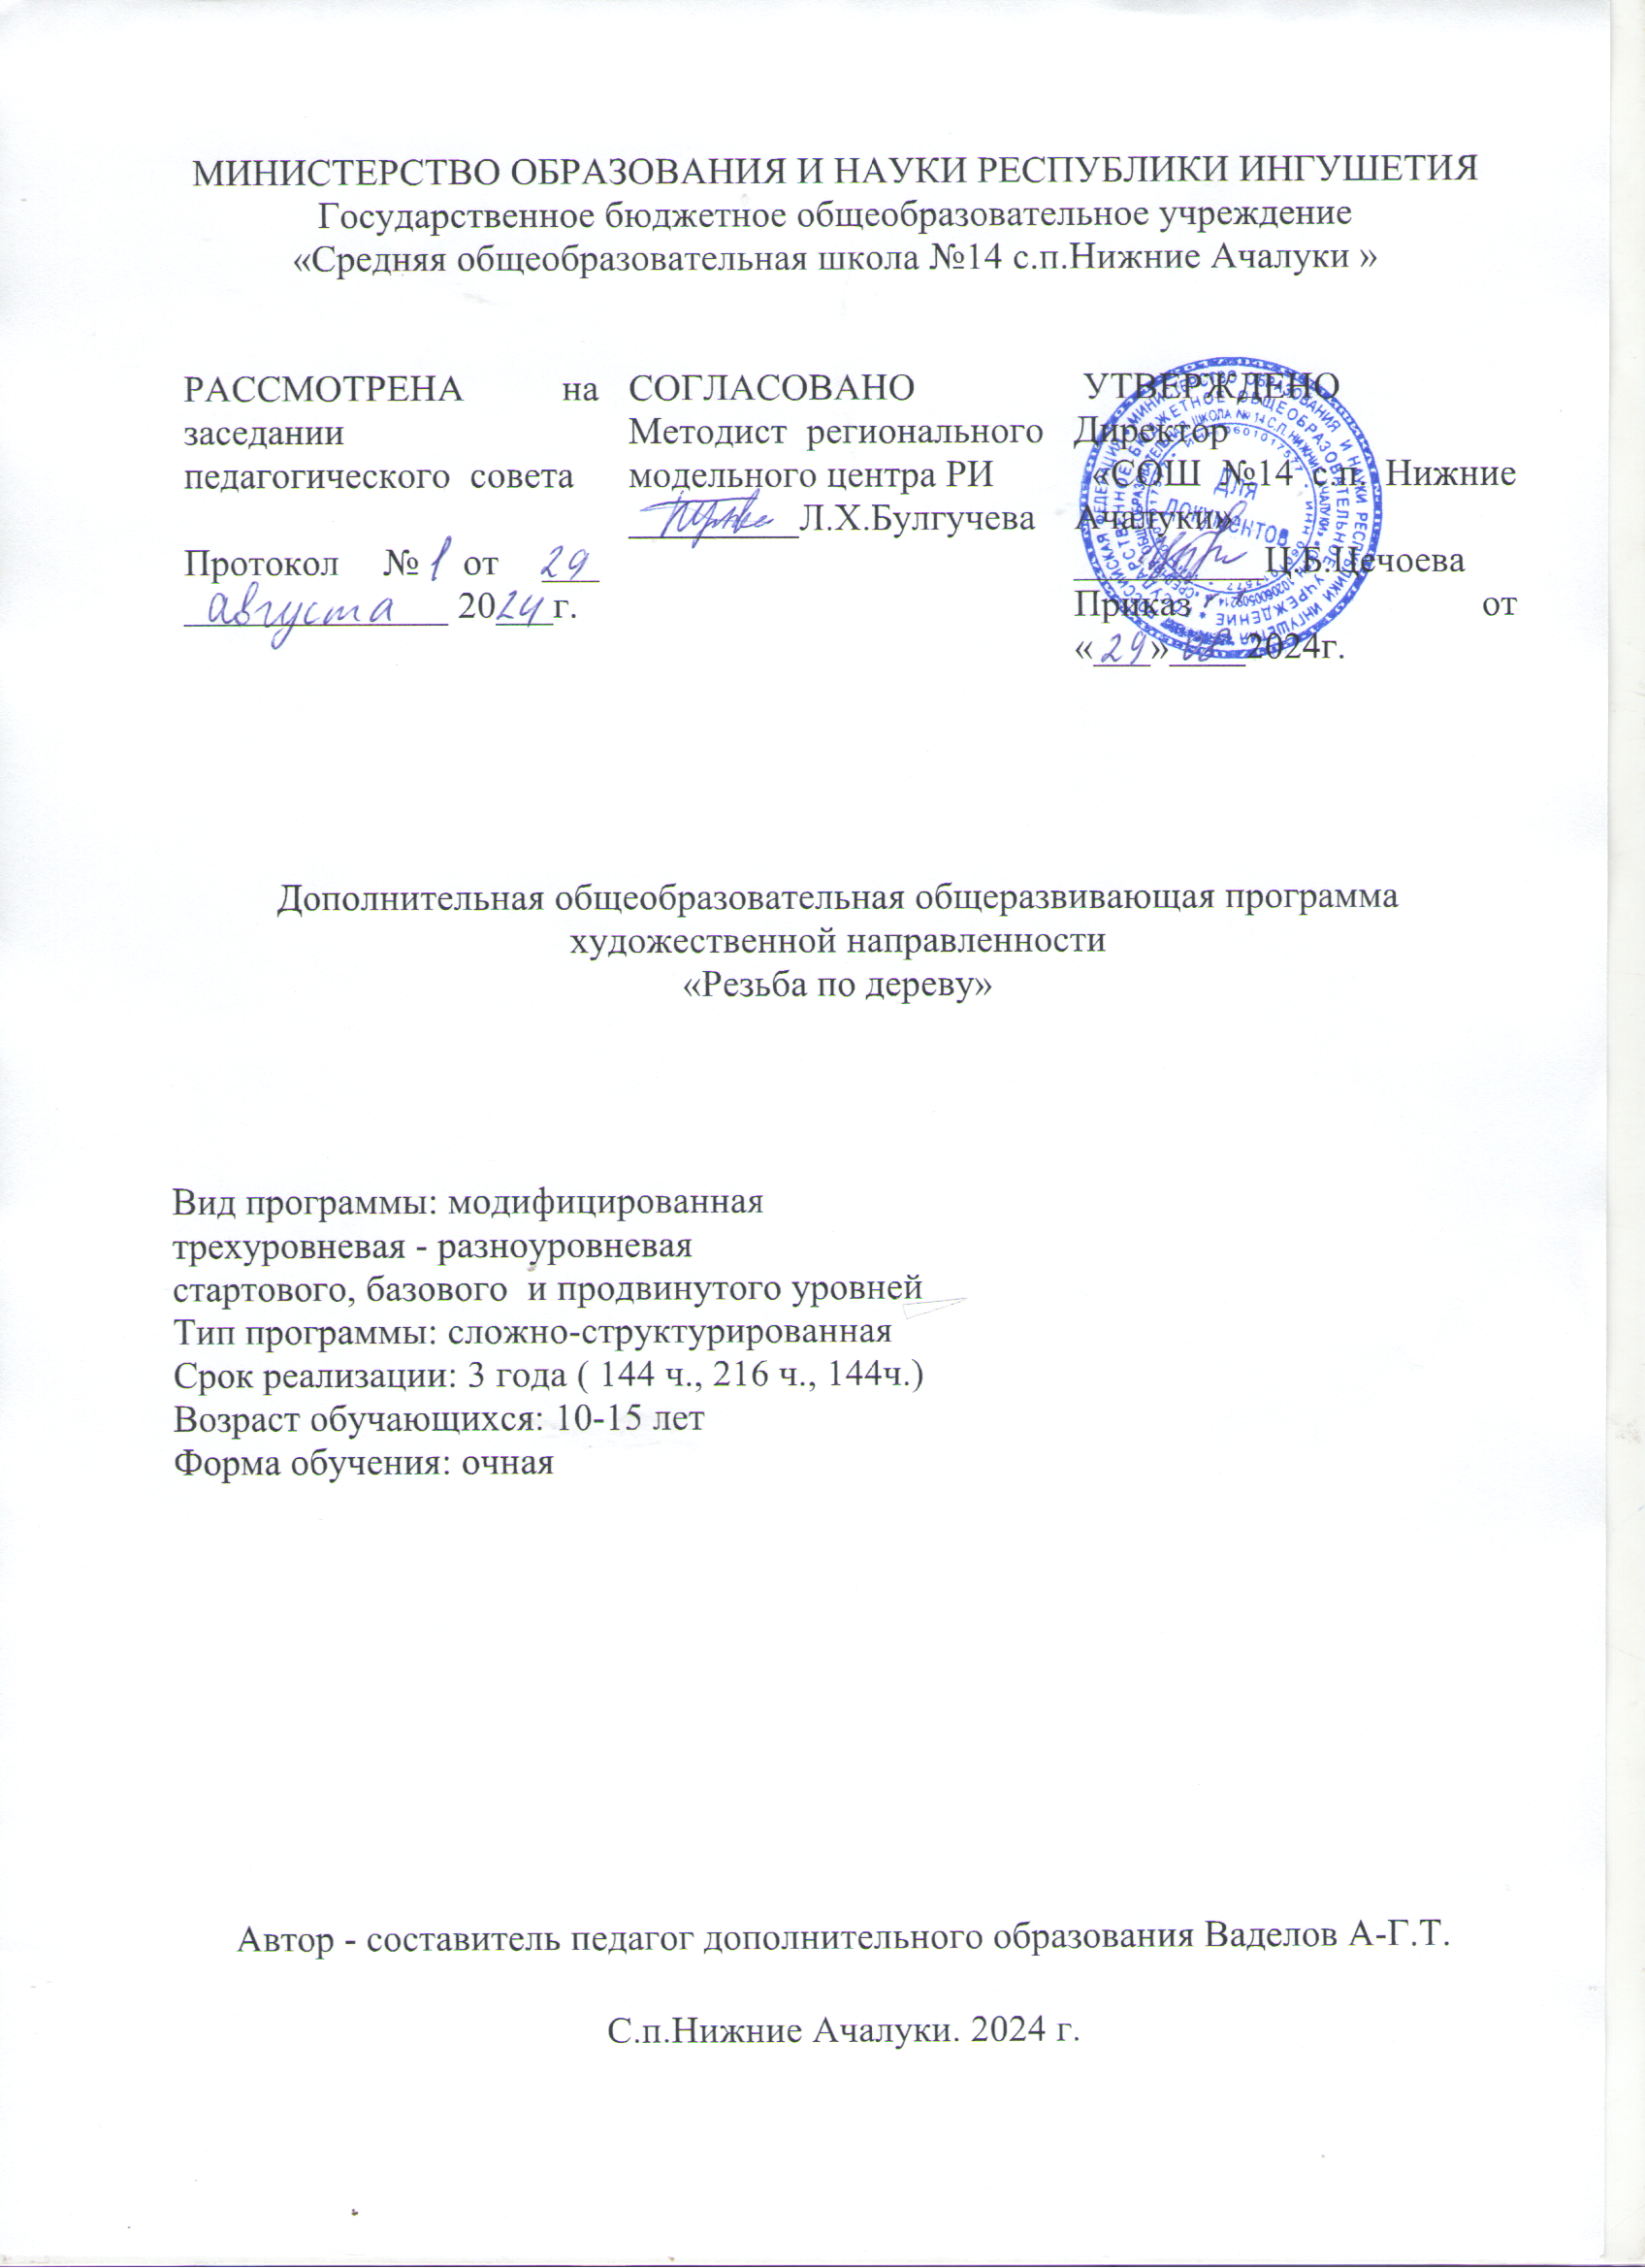 МИНИСТЕРСТВО ОБРАЗОВАНИЯ И НАУКИ РЕСПУБЛИКИ ИНГУШЕТИЯ
Государственное бюджетное общеобразовательное учреждение
«Средняя общеобразовательная школа №14 с.п.Нижние Ачалуки »
РАССМОТРЕНА на
заседании
педагогического совета
Протокол № 1 от 29
августа 2024г.
СОГЛАСОВАНО
Методист регионального
модельного центра РИ
Л.Х.Булгучева
УТВЕРЖДЕНО
Директор
«СОШ №14 с.п. Нижние
Ачалуки»
Ц.Б.Цечоева
Приказ от
«29» 08 2024г.
Для
документов
Дополнительная общеобразовательная общеразвивающая программа
художественной направленности
«Резьба по дереву»
Вид программы: модифицированная
трехуровневая - разноуровневая
стартового, базового и продвинутого уровней
Тип программы: сложно-структурированная
Срок реализации: 3 года ( 144 ч., 216 ч., 144ч.)
Возраст обучающихся: 10-15 лет
Форма обучения: очная
Автор - составитель педагог дополнительного образования Ваделов А-Г.Т.
С.п.Нижние Ачалуки. 2024 г.